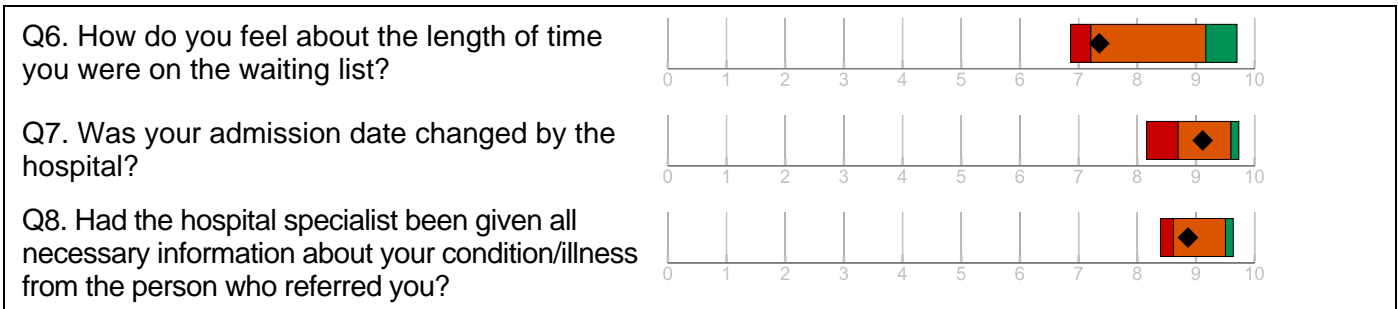 Q6. How do you feel about the length of time
you were on the waiting list?
0 1 2 3 4 5 6 7 8 9 10
Q7. Was your admission date changed by the
hospital?
0 1 2 3 4 5 6 7 8 9 10
Q8. Had the hospital specialist been given all
necessary information about your condition/illness
from the person who referred you?
0 1 2 3 4 5 6 7 8 9 10